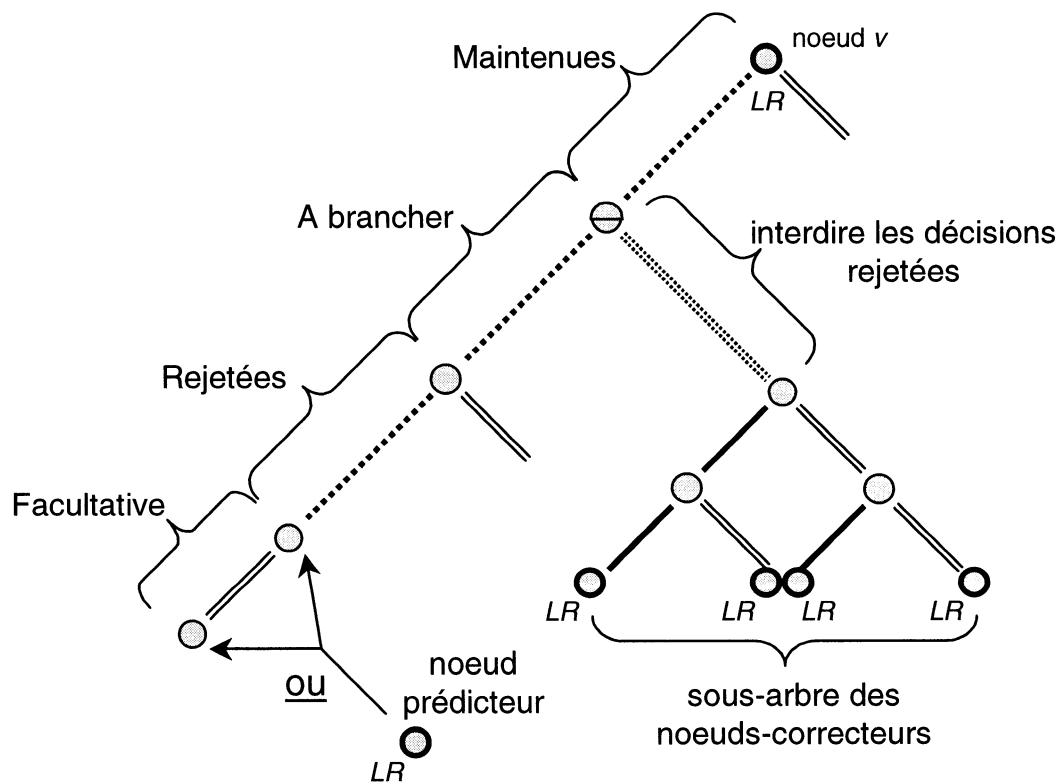 noeud v
Maintenues
LR
A brancher
interdire les décisions
rejetées
Rejetées
Facultative
LR
LR
LR
LR
noeud
prédicteur
ou
sous-arbre des
noeuds-correcteurs
LR